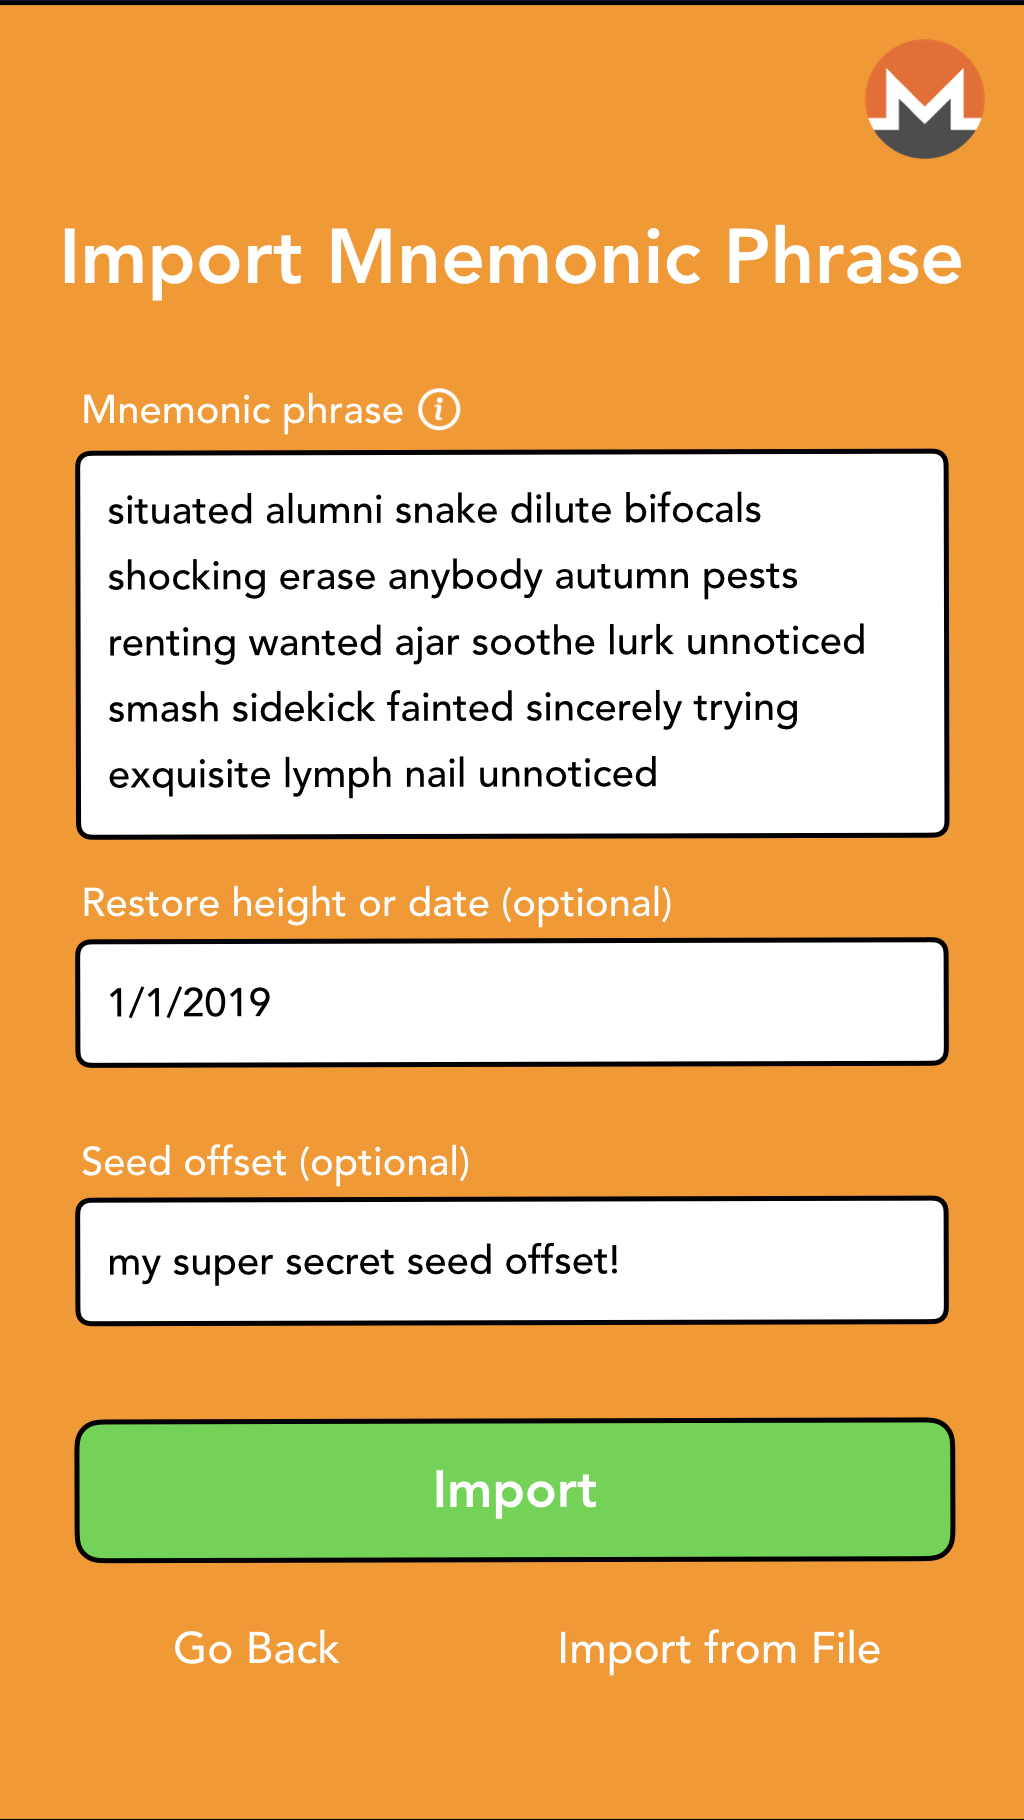 Import Mnemonic Phrase
Mnemonic phrase i
situated alumni snake dilute bifocals
shocking erase anybody autumn pests
renting wanted ajar soothe lurk unnoticed
smash sidekick fainted sincerely trying
exquisite lymph nail unnoticed
Restore height or date (optional)
1/1/2019
Seed offset (optional)
my super secret seed offset!
Import
Go Back Import from File